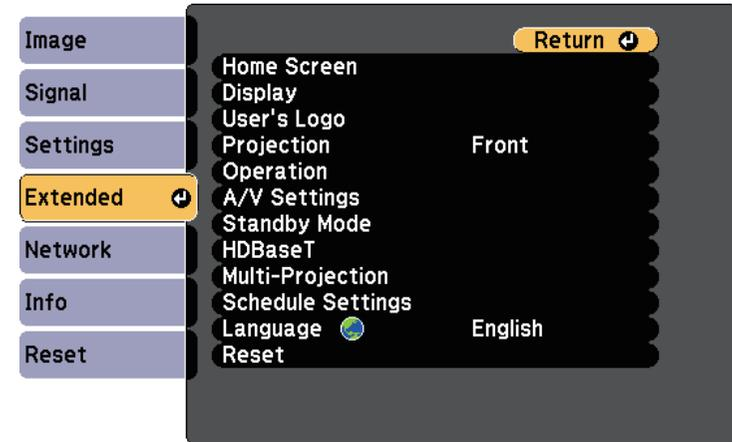 Image
Signal
Settings
Extended
Network
Info
Reset
Return
Home Screen
Display
User's Logo
Projection Front
Operation
A/V Settings
Standby Mode
HDBaseT
Multi-Projection
Schedule Settings
Language English
Reset